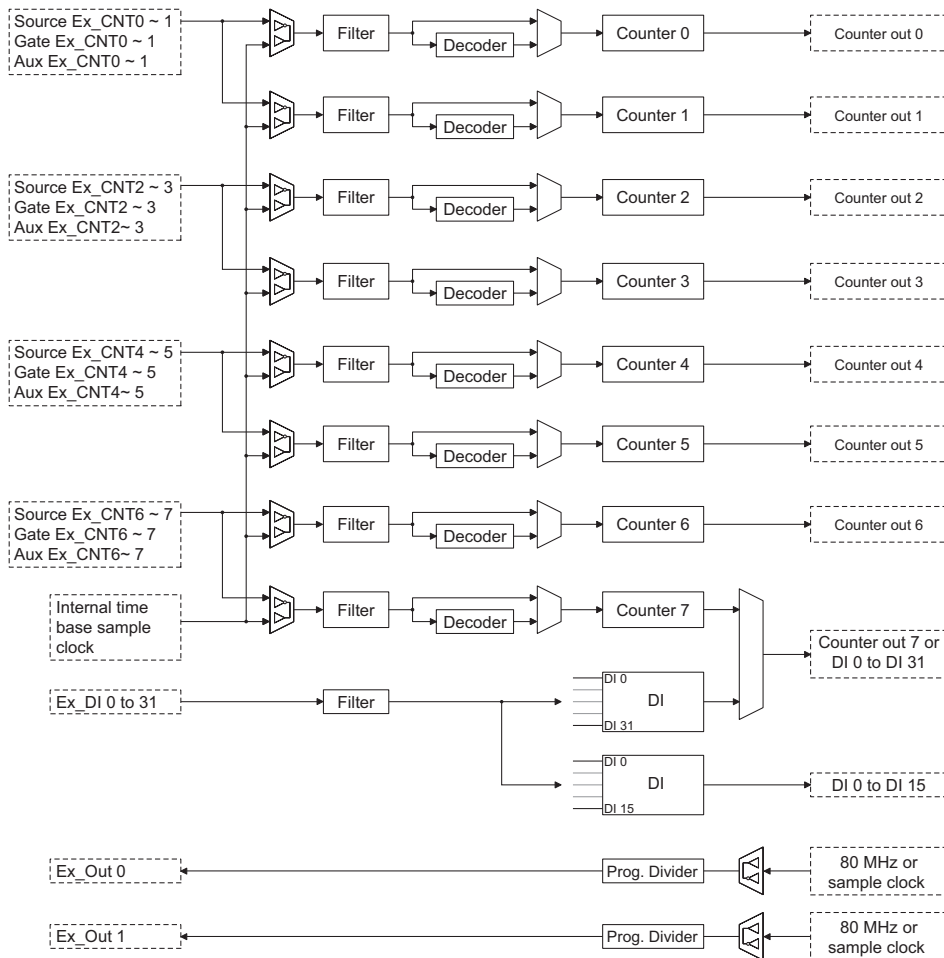 Source Ex_CNT0 ~ 1
Gate Ex_CNT0 ~ 1
Aux Ex_CNT0 ~ 1
Filter
Decoder
Counter 0
Counter out 0
Filter
Decoder
Counter 1
Counter out 1
Source Ex_CNT2 ~ 3
Gate Ex_CNT2 ~ 3
Aux Ex_CNT2~ 3
Filter
Decoder
Counter 2
Counter out 2
Filter
Decoder
Counter 3
Counter out 3
Source Ex_CNT4 ~ 5
Gate Ex_CNT4 ~ 5
Aux Ex_CNT4~ 5
Filter
Decoder
Counter 4
Counter out 4
Filter
Decoder
Counter 5
Counter out 5
Source Ex_CNT6 ~ 7
Gate Ex_CNT6 ~ 7
Aux Ex_CNT6~ 7
Filter
Decoder
Counter 6
Counter out 6
Internal time
base sample
clock
Filter
Decoder
Counter 7
Counter out 7 or
DI 0 to DI 31
Ex_DI 0 to 31
Filter
DI 0
DI
DI 31
DI 0
DI
DI 15
DI 0 to DI 15
Ex_Out 0
Prog. Divider
80 MHz or
sample clock
Ex_Out 1
Prog. Divider
80 MHz or
sample clock